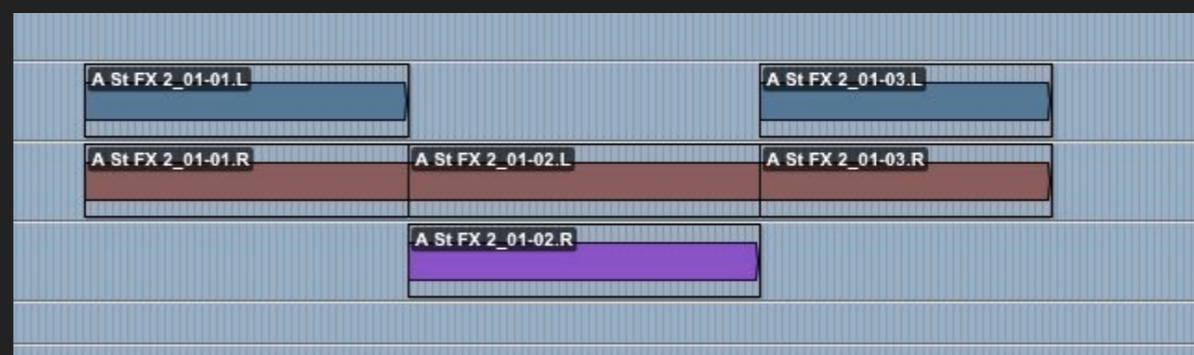 A St FX 2_01-01.L
A St FX 2_01-03.L
A St FX 2_01-01.R
A St FX 2_01-02.L
A St FX 2_01-03.R
A St FX 2_01-02.R